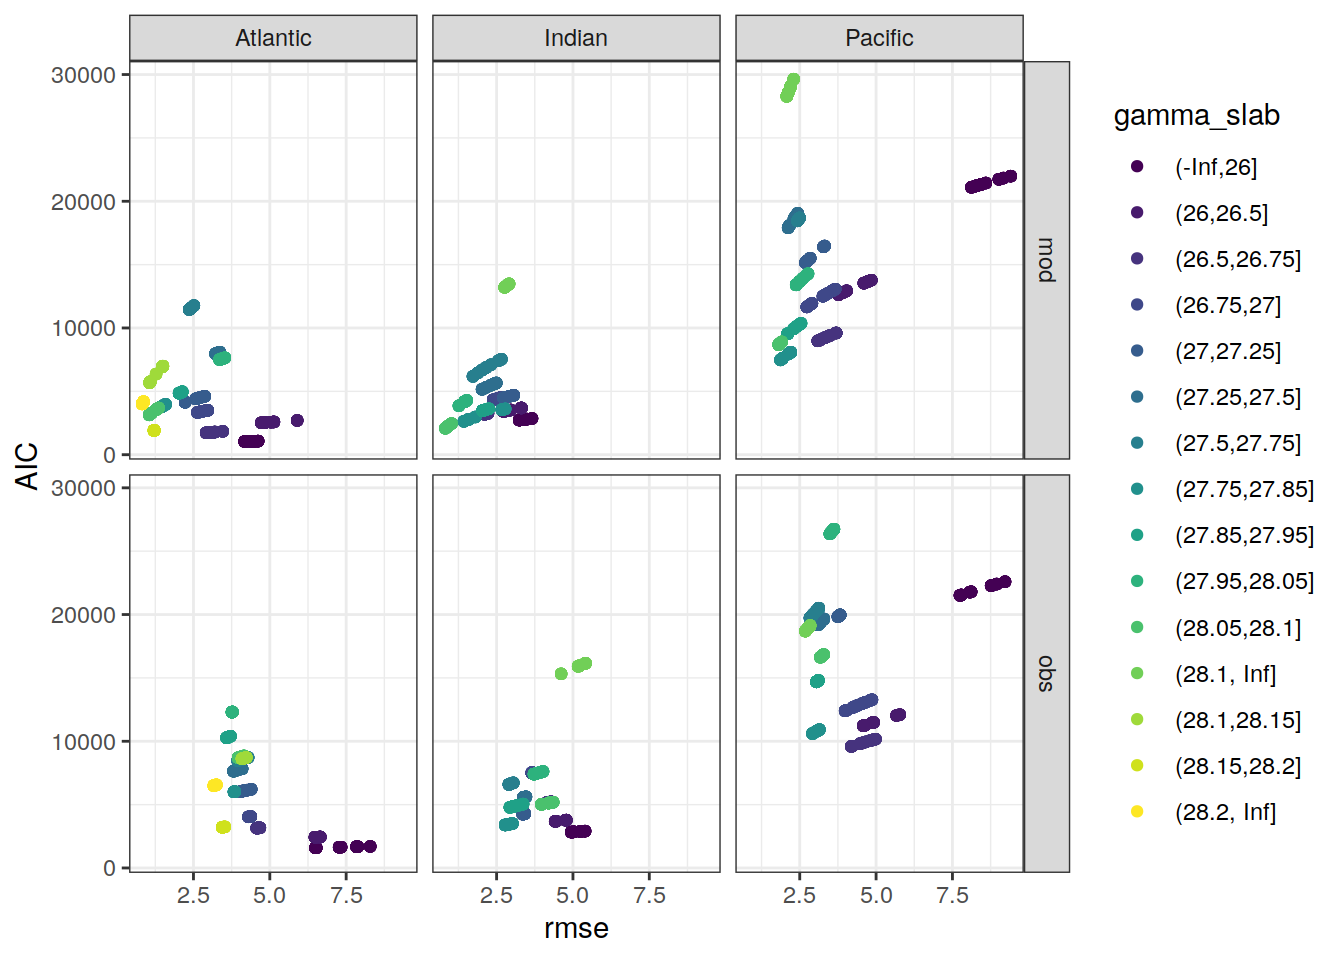 Atlantic Indian Pacific
30000
20000
10000
0
mod
30000
20000
10000
0
obs
AIC
2.5 5.0 7.5 2.5 5.0 7.5 2.5 5.0 7.5
rmse
gamma_slab
(-Inf,26]
(26,26.5]
(26.5,26.75]
(26.75,27]
(27,27.25]
(27.25,27.5]
(27.5,27.75]
(27.75,27.85]
(27.85,27.95]
(27.95,28.05]
(28.05,28.1]
(28.1, Inf]
(28.1,28.15]
(28.15,28.2]
(28.2, Inf]